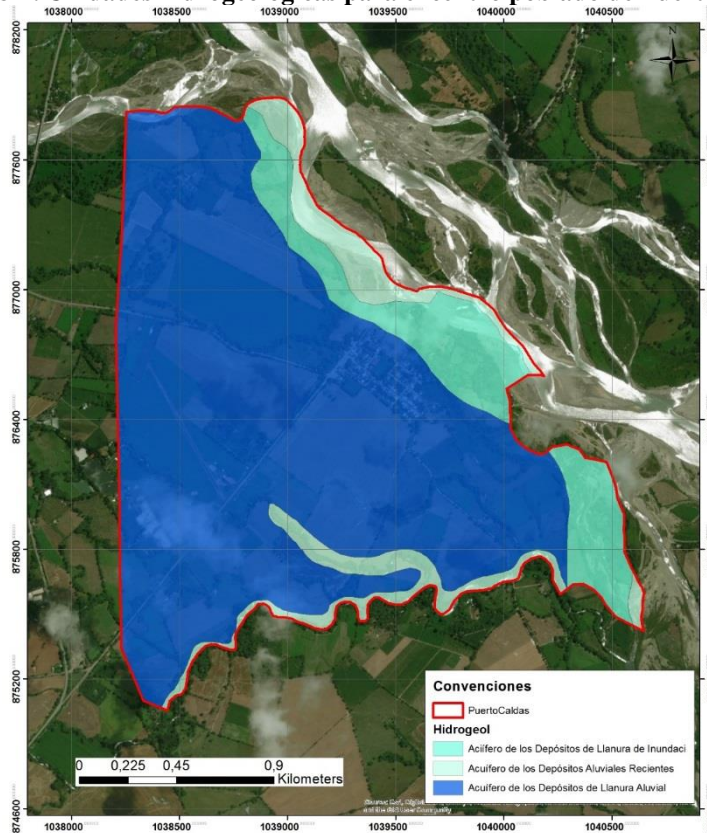 1038000 1038500 1039000 1039500 1040000 1040500
878200
N
877600
877000
876400
875800
875200
874600
Convenciones
PuertoCaldas
Hidrogeol
Aciífero de los Depósitos de Llanura de Inundaci
Acuífero de los Depósitos Aluviales Recientes
Acuífero de los Depósitos de Llanura Aluvial
0 0,225 0,45 0,9
Kilometers
1038000 1038500 1039000 1039500 1040000 1040500